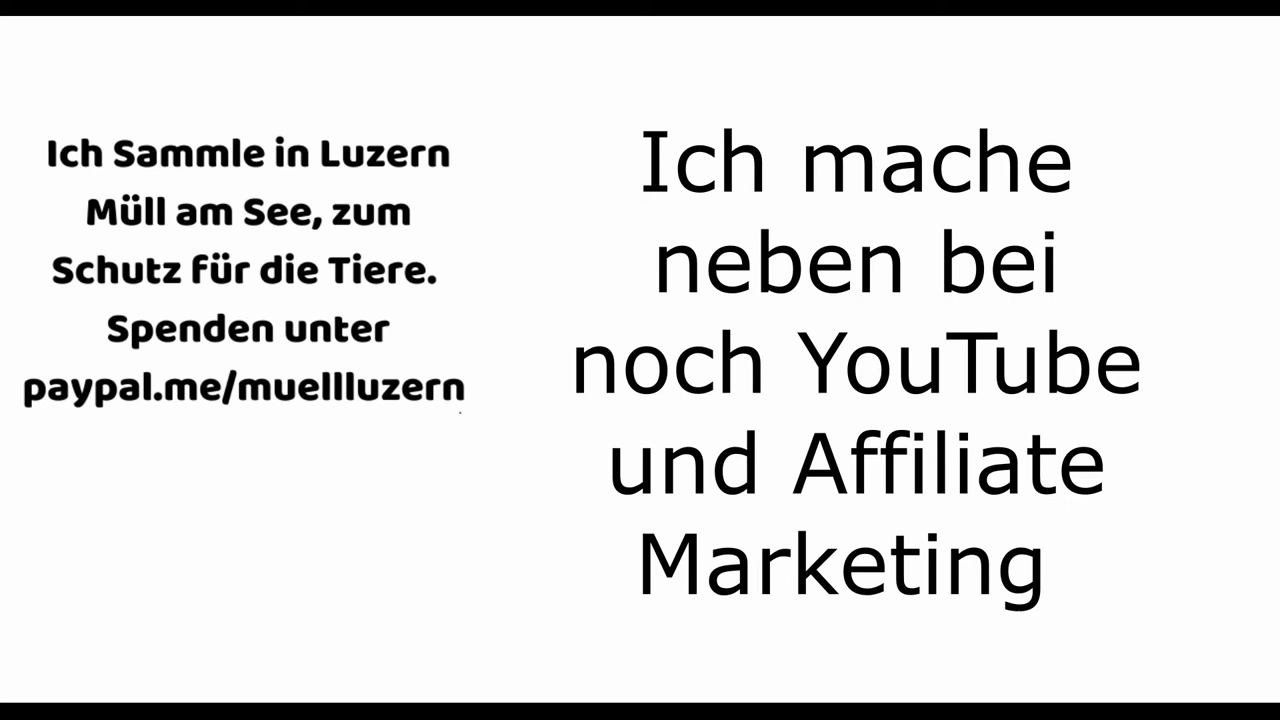 Ich Sammle in Luzern
Müll am See, zum
Schutz für die Tiere.
Spenden unter
paypal.me/muellluzern
Ich mache
neben bei
noch YouTube
und Affiliate
Marketing